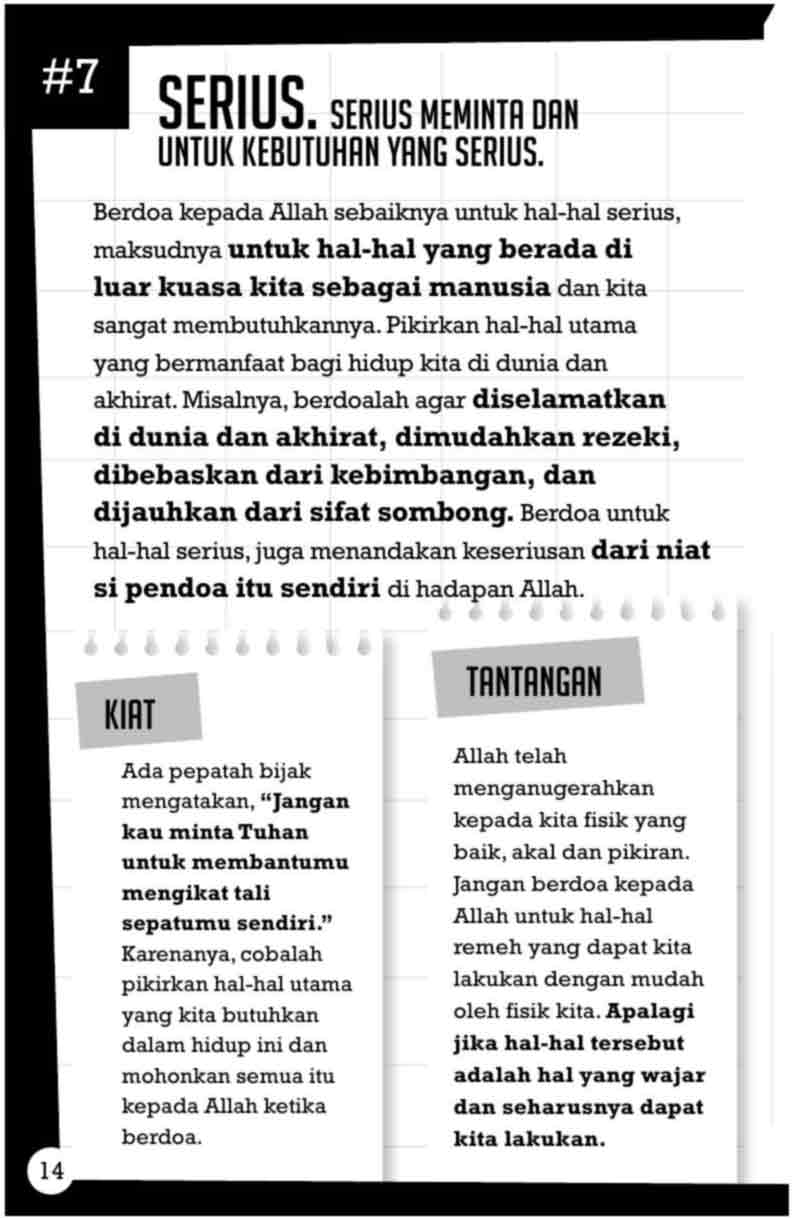 #7
SERIUS. SERIUS MEMINTA DAN
UNTUK KEBUTUHAN YANG SERIUS.
Berdoa kepada Allah sebaiknya untuk hal-hal serius,
maksudnya untuk hal-hal yang berada di
luar kuasa kita sebagai manusia dan kita
sangat membutuhkannya. Pikirkan hal-hal utama
yang bermanfaat bagi hidup kita di dunia dan
akhirat. Misalnya, berdoalah agar diselamatkan
di dunia dan akhirat, dimudahkan rezeki,
dibebaskan dari kebimbangan, dan
dijauhkan dari sifat sombong. Berdoa untuk
hal-hal serius, juga menandakan keseriusan dari niat
si pendoa itu sendiri di hadapan Allah.
KIAT
Ada pepatah bijak
mengatakan, “Jangan
kau minta Tuhan
untuk membantumu
mengikat tali
sepatumu sendiri.”
Karenanya, cobalah
pikirkan hal-hal utama
yang kita butuhkan
dalam hidup ini dan
mohonkan semua itu
kepada Allah ketika
berdoa.
TANTANGAN
Allah telah
menganugerahkan
kepada kita fisik yang
baik, akal dan pikiran.
Jangan berdoa kepada
Allah untuk hal-hal
remeh yang dapat kita
lakukan dengan mudah
oleh fisik kita. Apalagi
jika hal-hal tersebut
adalah hal yang wajar
dan seharusnya dapat
kita lakukan.
14